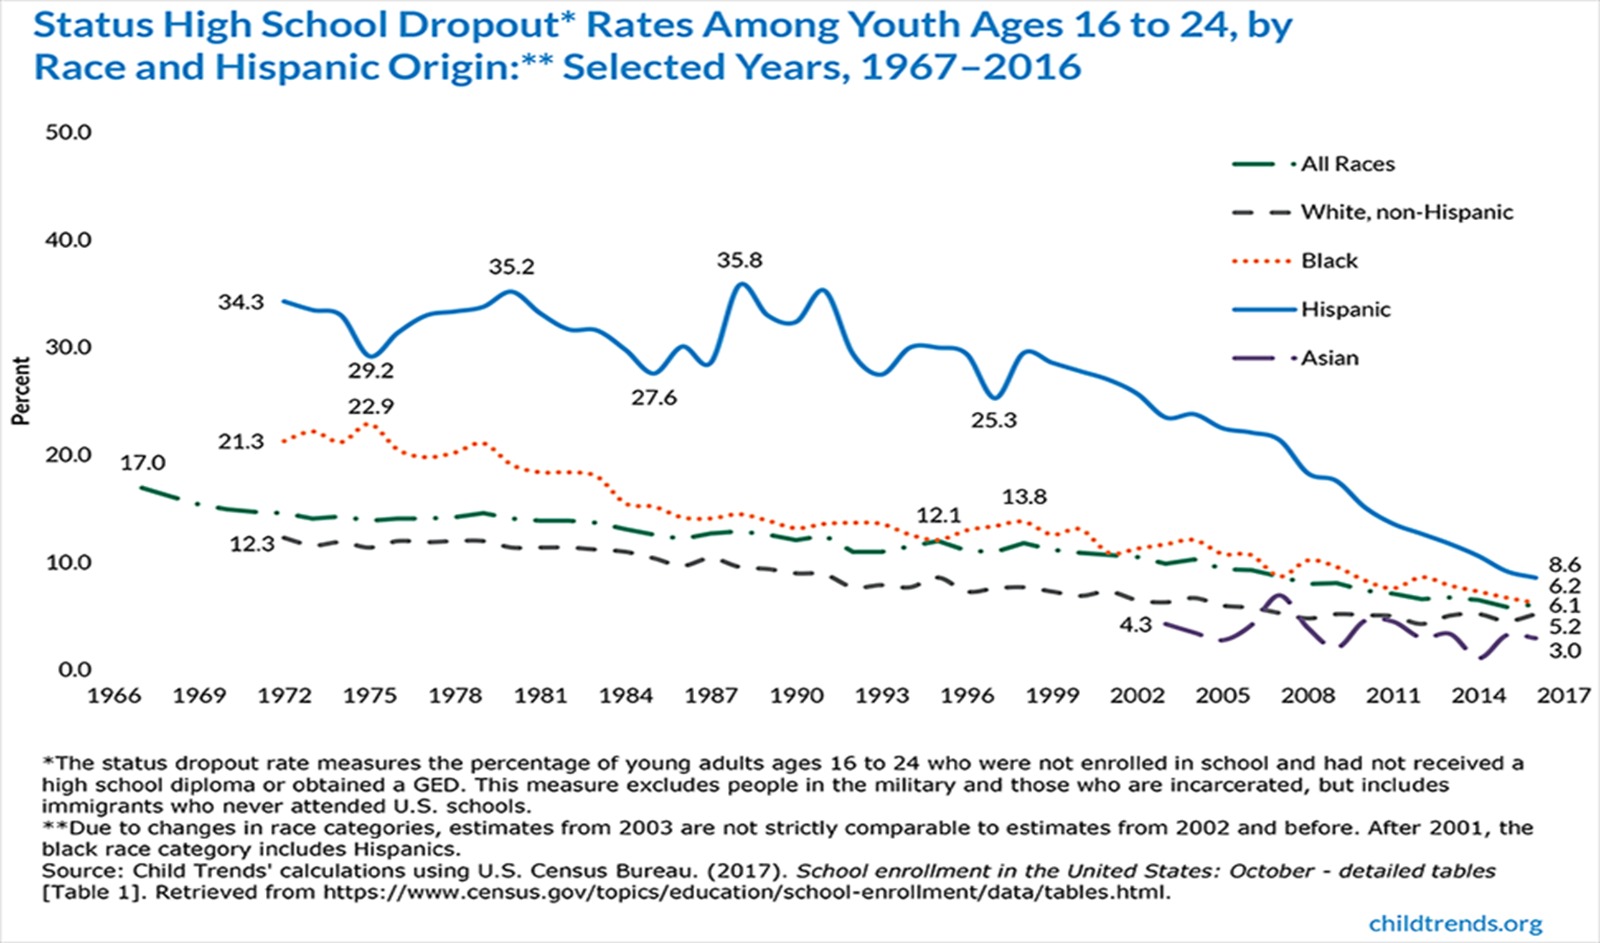 Status High School Dropout* Rates Among Youth Ages 16 to 24, by
Race and Hispanic Origin:** Selected Years, 1967–2016
50.0
40.0
30.0
20.0
10.0
0.0
Percent
All Races
White, non-Hispanic
Black
Hispanic
Asian
34.3
35.2
35.8
29.2
27.6
25.3
22.9
21.3
17.0
12.3
12.1
13.8
4.3
8.6
6.2
6.1
5.2
3.0
1966 1969 1972 1975 1978 1981 1984 1987 1990 1993 1996 1999 2002 2005 2008 2011 2014 2017
*The status dropout rate measures the percentage of young adults ages 16 to 24 who were not enrolled in school and had not received a
high school diploma or obtained a GED. This measure excludes people in the military and those who are incarcerated, but includes
immigrants who never attended U.S. schools.
**Due to changes in race categories, estimates from 2003 are not strictly comparable to estimates from 2002 and before. After 2001, the
black race category includes Hispanics.
Source: Child Trends' calculations using U.S. Census Bureau. (2017). School enrollment in the United States: October - detailed tables
[Table 1]. Retrieved from https://www.census.gov/topics/education/school-enrollment/data/tables.html.
childtrends.org